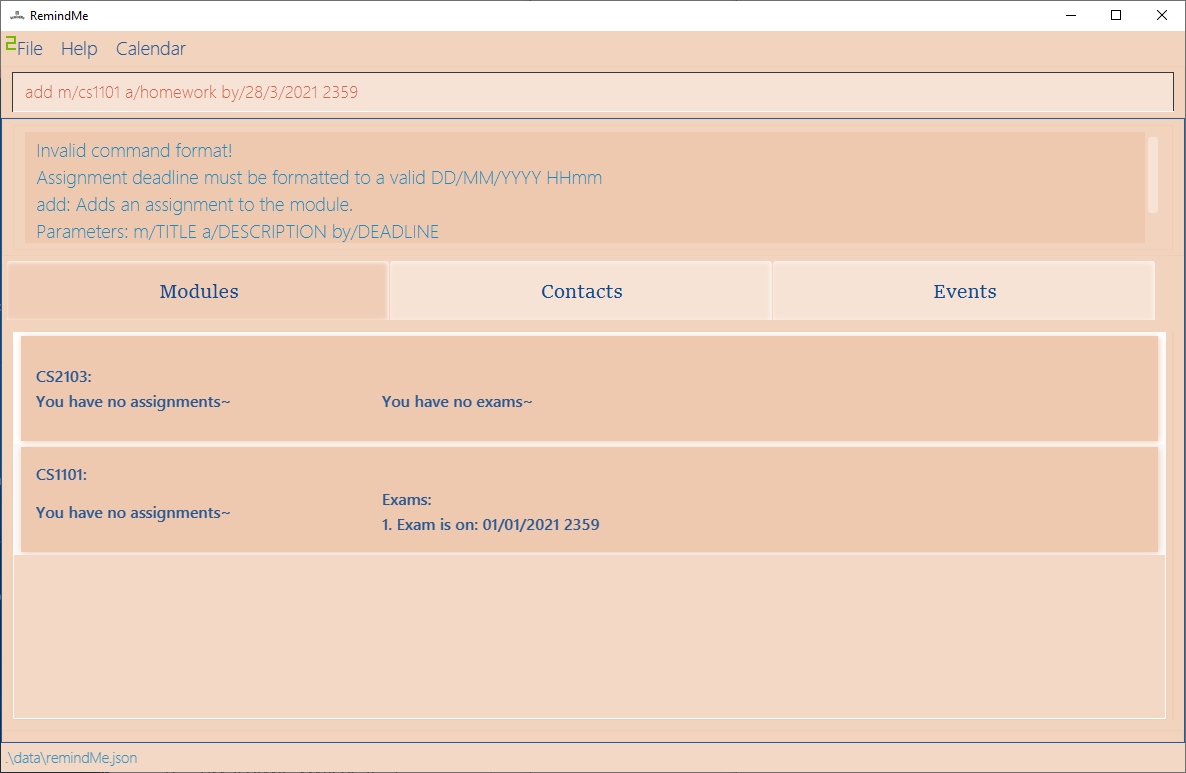 RemindMe
2
File Help Calendar
add m/cs1101 a/homework by/28/3/2021 2359
Invalid command format!
Assignment deadline must be formatted to a valid DD/MM/YYYY HHmm
add: Adds an assignment to the module.
Parameters: m/TITLE a/DESCRIPTION by/DEADLINE
Modules Contacts Events
CS2103:
You have no assignments~ You have no exams~
CS1101:
You have no assignments~
Exams:
1. Exam is on: 01/01/2021 2359
.\data\remindMe.json